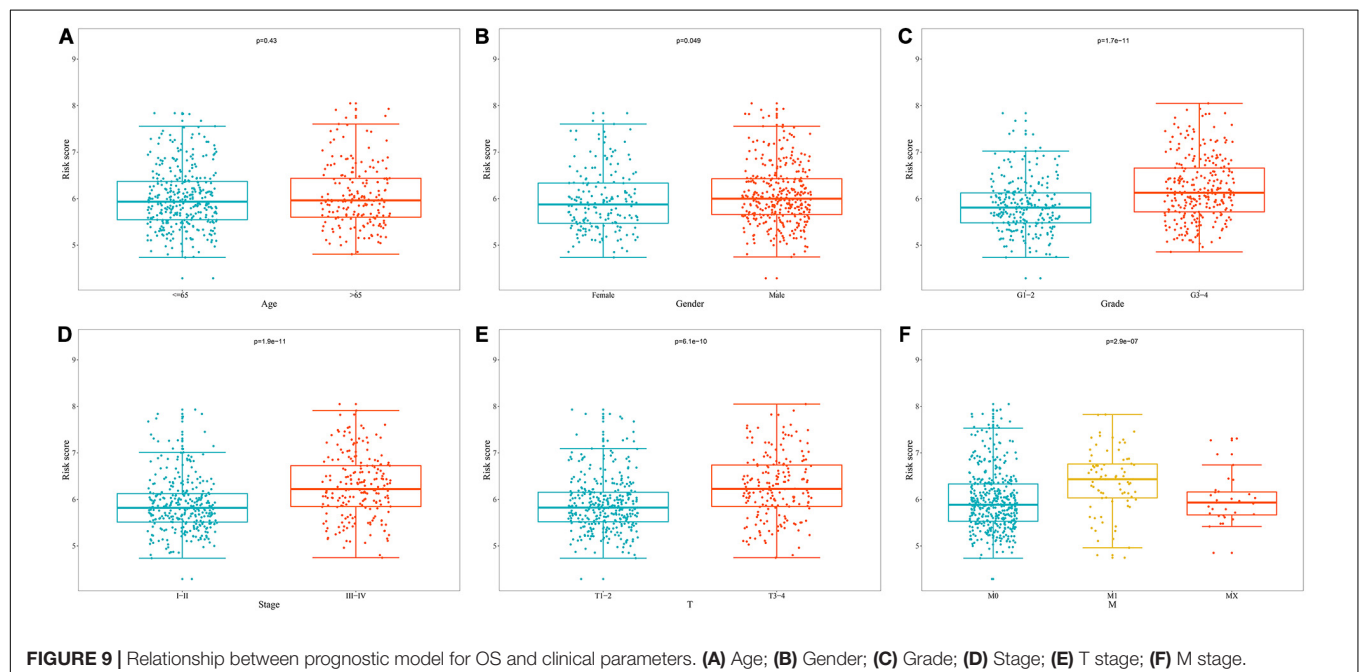 A
p=0.43
9
8
7
6
5
Risk score
<=65
>65
Age
B
p=0.049
9
8
7
6
5
Risk score
Female
Male
Gender
C
p=1.7e−11
9
8
7
6
5
Risk score
G1−2
G3−4
Grade
D
p=1.9e−11
9
8
7
6
5
Risk score
I−II
III−IV
Stage
E
p=6.1e−10
9
8
7
6
5
Risk score
T1−2
T3−4
T
F
p=2.9e−07
9
8
7
6
5
Risk score
M0
M1
MX
M
FIGURE 9 | Relationship between prognostic model for OS and clinical parameters. (A) Age; (B) Gender; (C) Grade; (D) Stage; (E) T stage; (F) M stage.